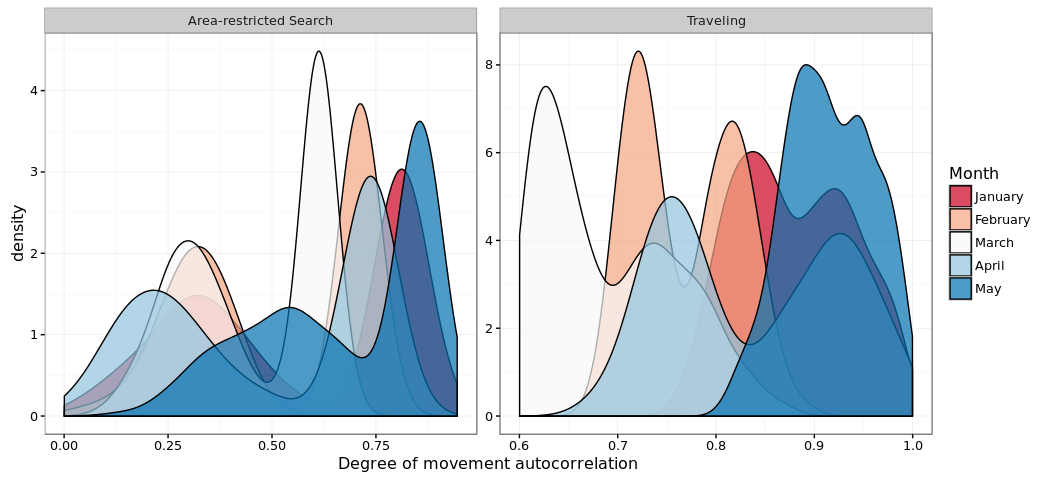 Area-restricted Search
Traveling
density
4
3
2
1
0
8
6
4
2
0
0.00 0.25 0.50 0.75
0.6 0.7 0.8 0.9 1.0
Degree of movement autocorrelation
Month
January
February
March
April
May